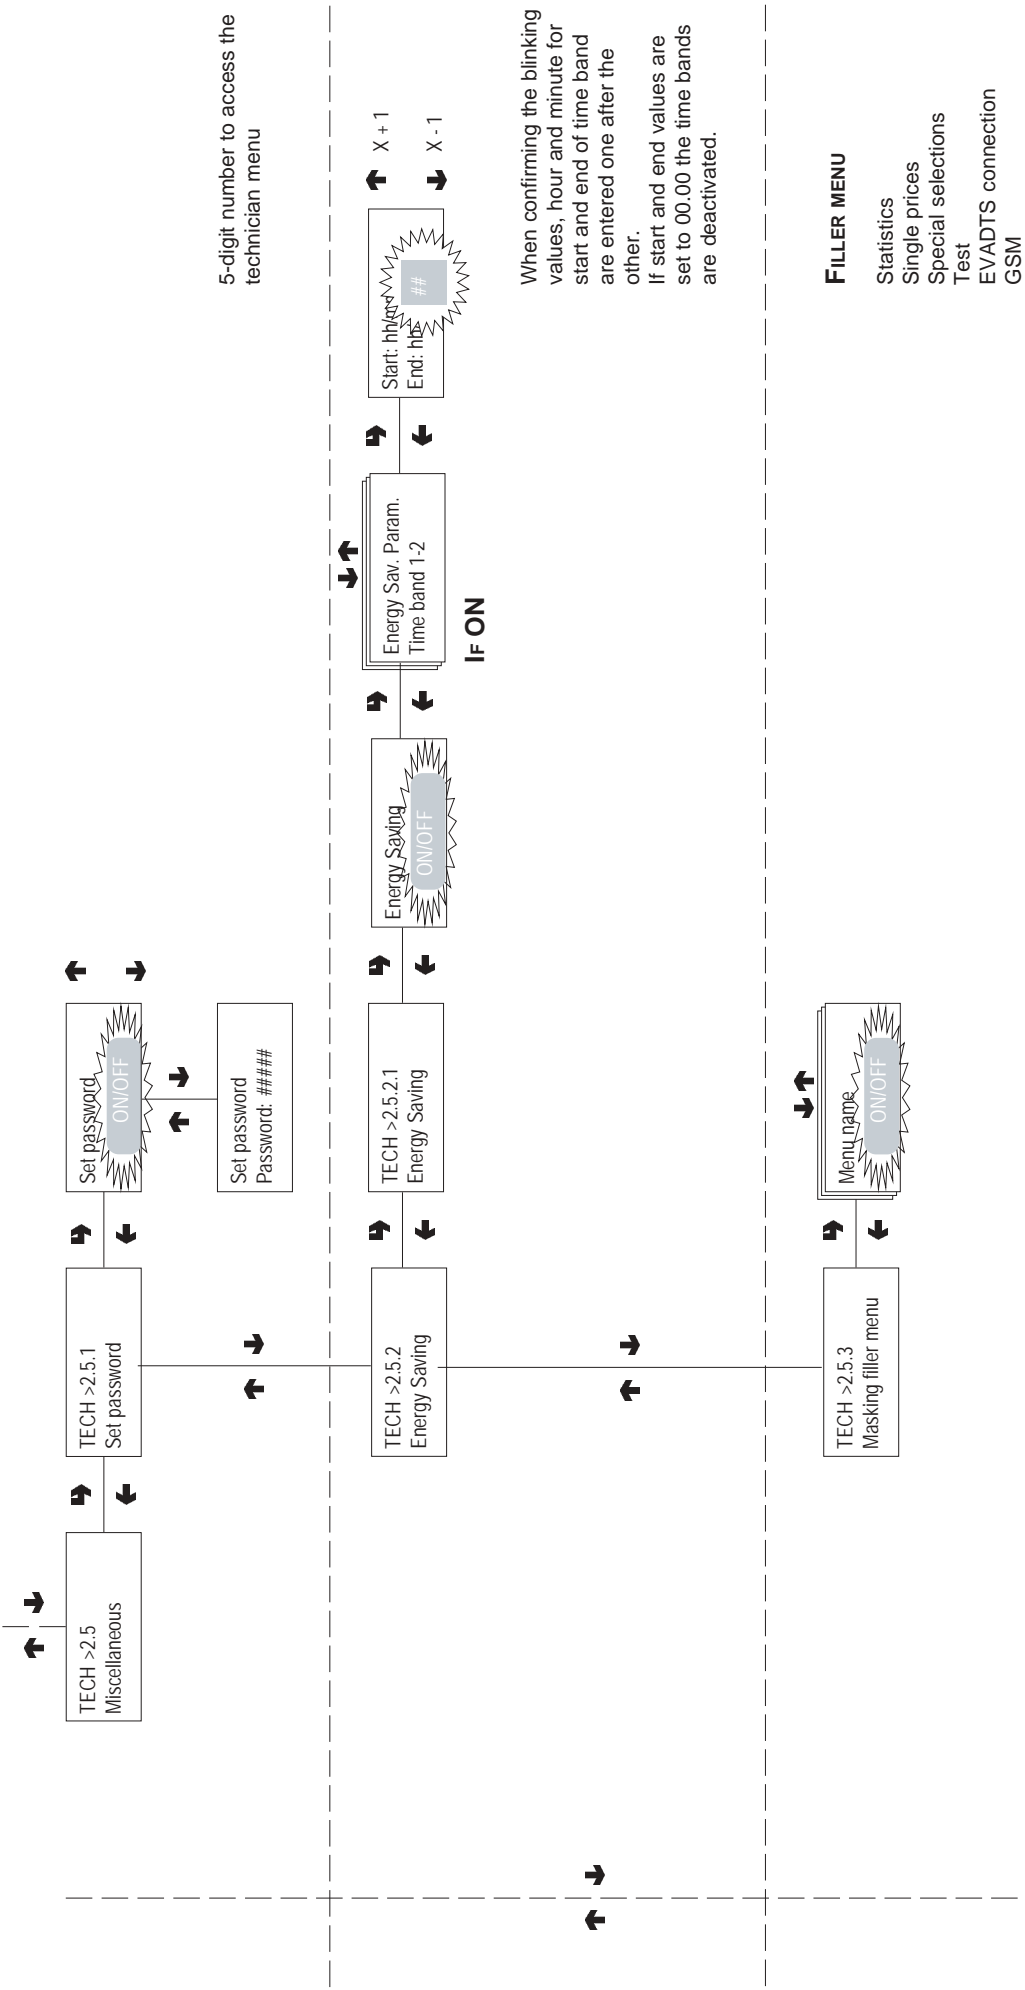 TECH >2.5
Miscellaneous
TECH >2.5.1
Set password
Set password
ON/OFF
Set password
Password: #####
5-digit number to access the
technician menu
TECH >2.5.2
Energy Saving
TECH >2.5.2.1
Energy Saving
Energy Saving
ON/OFF
Energy Sav. Param.
Time band 1-2
IF ON
Start: hh/
End: hh
##
X + 1
X - 1
When confirming the blinking
values, hour and minute for
start and end of time band
are entered one after the
other.
If start and end values are
set to 00.00 the time bands
are deactivated.
TECH >2.5.3
Masking filler menu
Menu name
ON/OFF
FILLER MENU
Statistics
Single prices
Special selections
Test
EVADTS connection
GSM